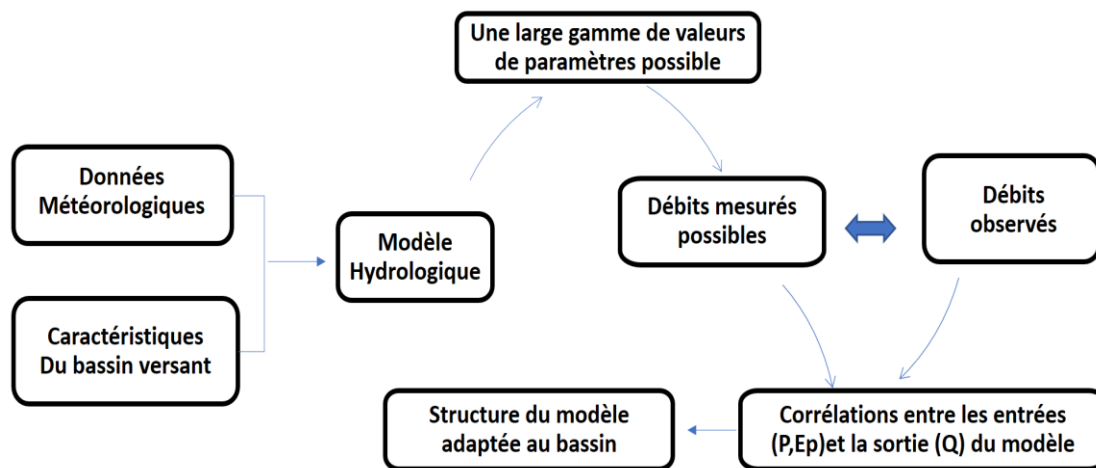 Une large gamme de valeurs
de paramètres possible
Données
Météorologiques
Caractéristiques
Du bassin versant
Modèle
Hydrologique
Débits mesurés
possibles
Débits
observés
Structure du modèle
adaptée au bassin
Corrélations entre les entrées
(P,Ep)et la sortie (Q) du modèle